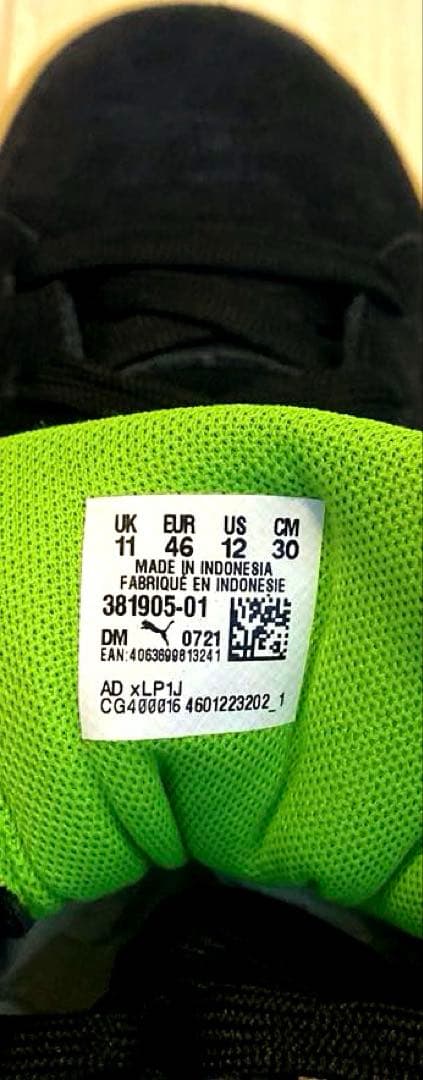 UK EUR US CM
11 46 12 30
MADE IN INDONESIA
FABRIQUÉ EN INDONESIE
381905-01
DM 0721
EAN:4063699813241
AD xLP1J
CG400016 4601223202_1